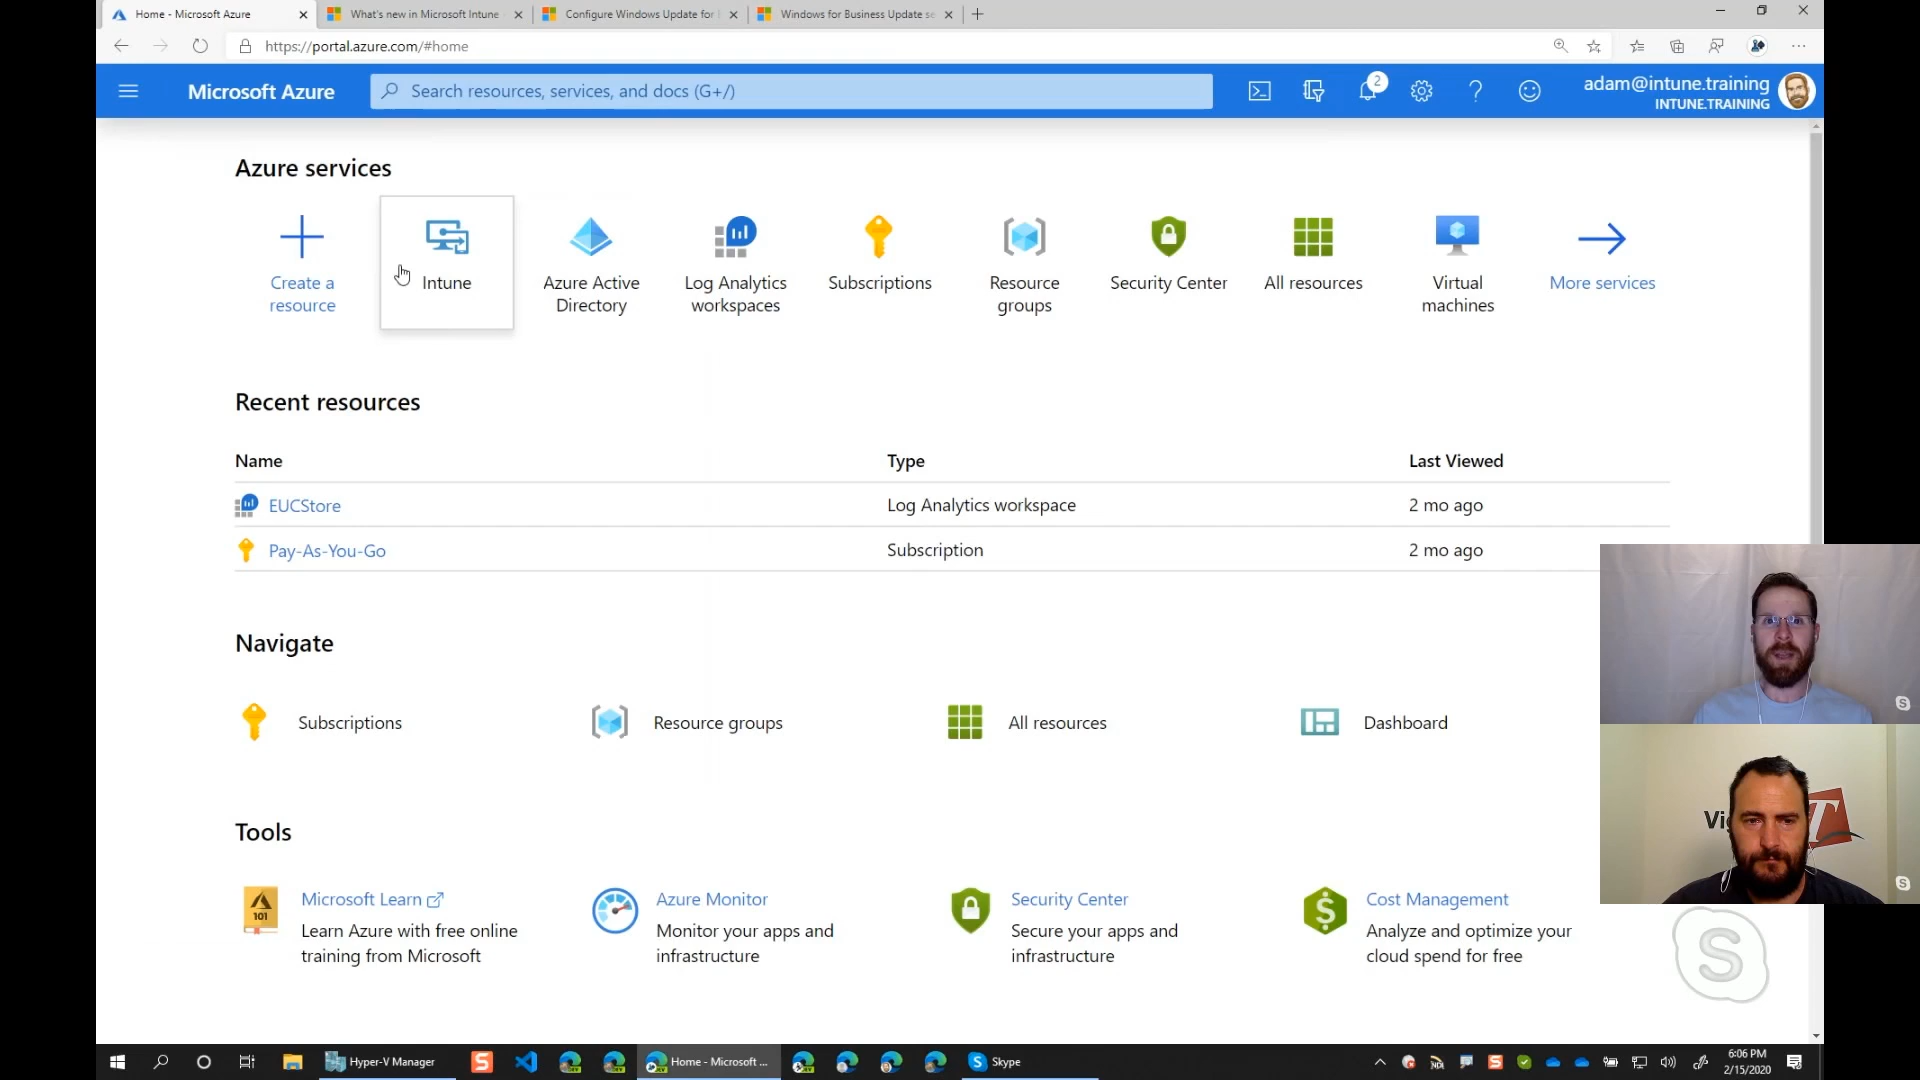 Home - Microsoft Azure
What's new in Microsoft Intune
Configure Windows Update for
Windows for Business Update se
https://portal.azure.com/#home
Microsoft Azure
Search resources, services, and docs (G+/)
2
adam@intune.training
INTUNE.TRAINING
Azure services
Create a
resource
Intune
Azure Active
Directory
Log Analytics
workspaces
Subscriptions
Resource
groups
Security Center
All resources
Virtual
machines
More services
Recent resources
Name Type Last Viewed
EUCStore Log Analytics workspace 2 mo ago
Pay-As-You-Go Subscription 2 mo ago
Navigate
Subscriptions Resource groups All resources Dashboard
Tools
101
Microsoft Learn
Learn Azure with free online
training from Microsoft
Azure Monitor
Monitor your apps and
infrastructure
Security Center
Secure your apps and
infrastructure
Cost Management
Analyze and optimize your
cloud spend for free
Hyper-V Manager
Home - Microsoft ...
Skype
6:06 PM
2/15/2020